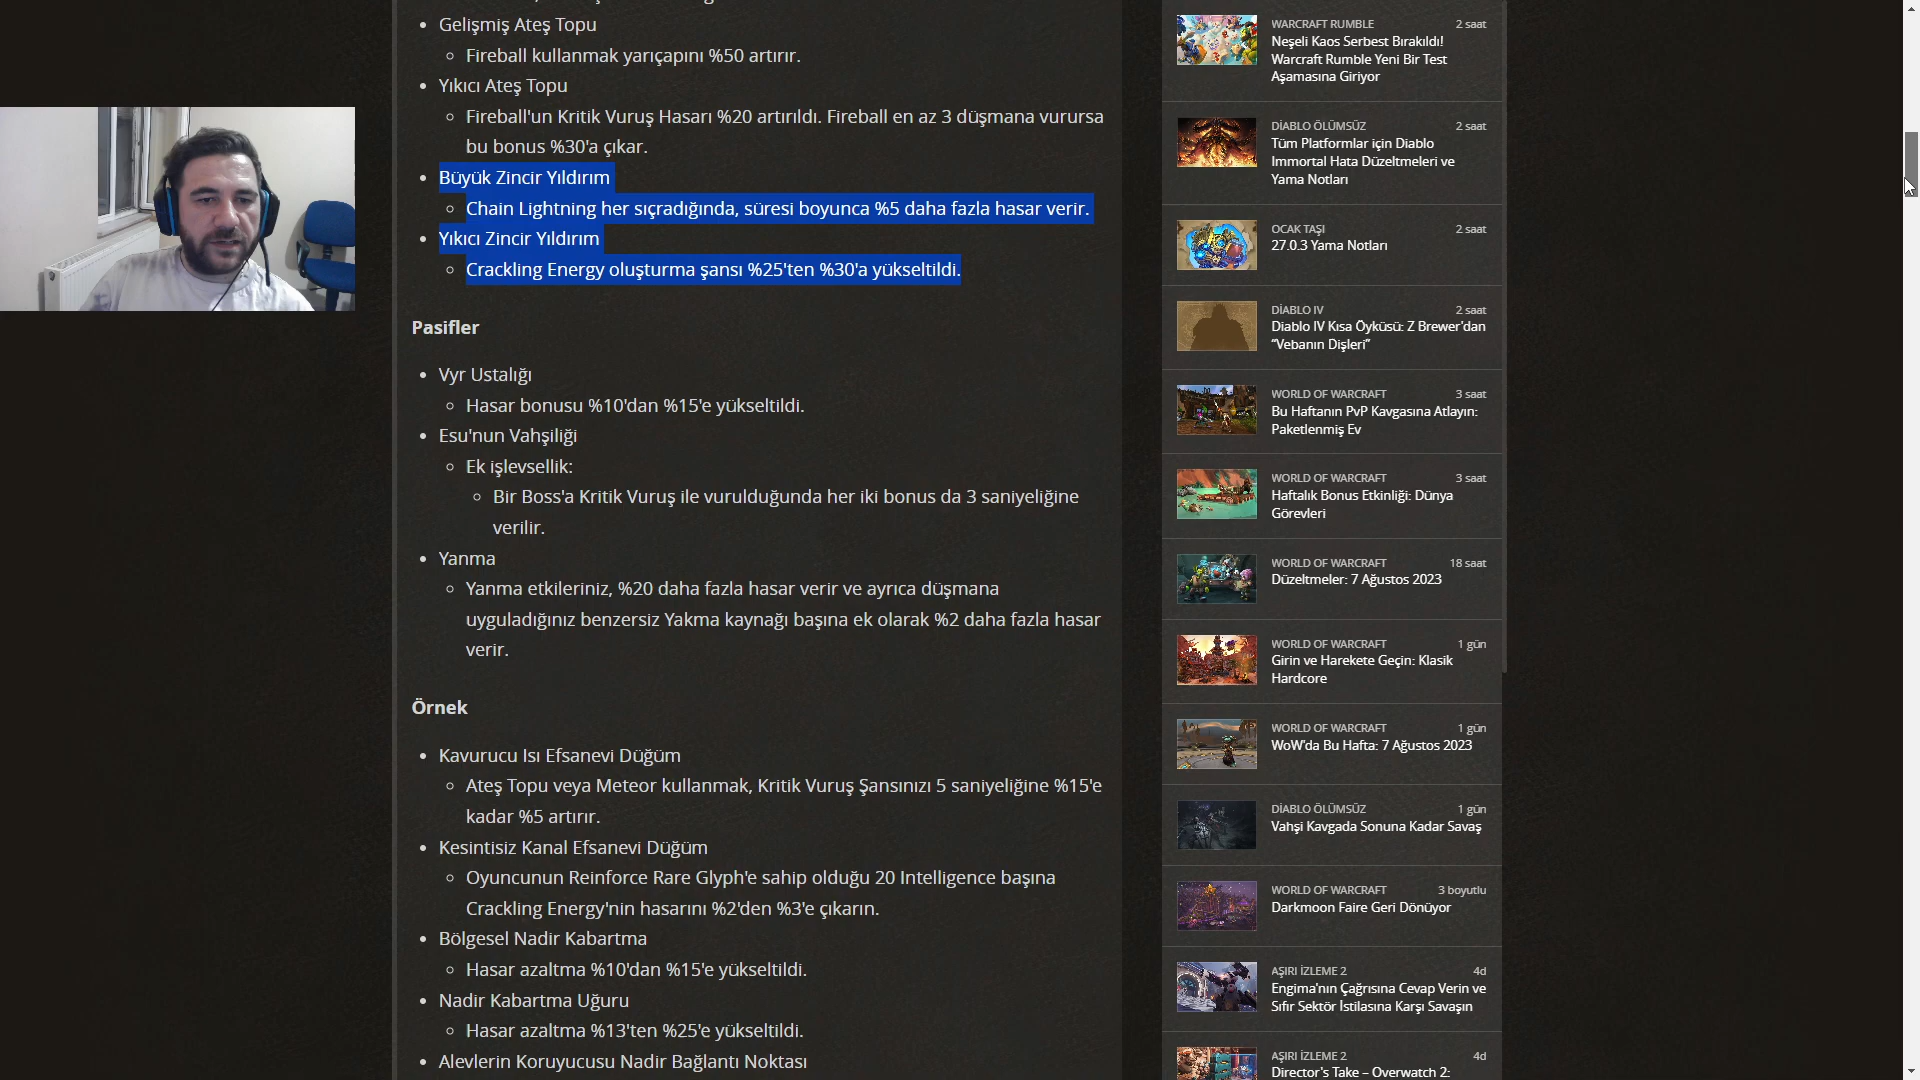 Gelişmiş Ateş Topu
Fireball kullanmak yarıçapını %50 artırır.
Yıkıcı Ateş Topu
Fireball'un Kritik Vuruş Hasarı %20 artırıldı. Fireball en az 3 düşmana vurursa
bu bonus %30'a çıkar.
Büyük Zincir Yıldırım
Chain Lightning her sıçradığında, süresi boyunca %5 daha fazla hasar verir.
Yıkıcı Zincir Yıldırım
Crackling Energy oluşturma şansı %25'ten %30'a yükseltildi.
Pasifler
Vyr Ustalığı
Hasar bonusu %10'dan %15'e yükseltildi.
Esu'nun Vahşiliği
Ek işlevsellik:
Bir Boss'a Kritik Vuruş ile vurulduğunda her iki bonus da 3 saniyeliğine
verilir.
Yanma
Yanma etkileriniz, %20 daha fazla hasar verir ve ayrıca düşmana
uyguladığınız benzersiz Yakma kaynağı başına ek olarak %2 daha fazla hasar
verir.
Örnek
Kavurucu Isı Efsanevi Düğüm
Ateş Topu veya Meteor kullanmak, Kritik Vuruş Şansınızı 5 saniyeliğine %15'e
kadar %5 artırır.
Kesintisiz Kanal Efsanevi Düğüm
Oyuncunun Reinforce Rare Glyph'e sahip olduğu 20 Intelligence başına
Crackling Energy'nin hasarını %2'den %3'e çıkarın.
Bölgesel Nadir Kabartma
Hasar azaltma %10'dan %15'e yükseltildi.
Nadir Kabartma Uğuru
Hasar azaltma %13'ten %25'e yükseltildi.
Alevlerin Koruyucusu Nadir Bağlantı Noktası
WARCRAFT RUMBLE 2 saat
Neşeli Kaos Serbest Bırakıldı!
Warcraft Rumble Yeni Bir Test
Aşamasına Giriyor
DİABLO ÖLÜMSÜZ 2 saat
Tüm Platformlar için Diablo
Immortal Hata Düzeltmeleri ve
Yama Notları
OCAK TAŞI 2 saat
27.0.3 Yama Notları
DİABLO IV 2 saat
Diablo IV Kısa Öyküsü: Z Brewer'dan
“Vebanın Dişleri”
WORLD OF WARCRAFT 3 saat
Bu Haftanın PvP Kavgasına Atlayın:
Paketlenmiş Ev
WORLD OF WARCRAFT 3 saat
Haftalık Bonus Etkinliği: Dünya
Görevleri
WORLD OF WARCRAFT 18 saat
Düzeltmeler: 7 Ağustos 2023
WORLD OF WARCRAFT 1 gün
Girin ve Harekete Geçin: Klasik
Hardcore
WORLD OF WARCRAFT 1 gün
WoW'da Bu Hafta: 7 Ağustos 2023
DİABLO ÖLÜMSÜZ 1 gün
Vahşi Kavgada Sonuna Kadar Savaş
WORLD OF WARCRAFT 3 boyutlu
Darkmoon Faire Geri Dönüyor
AŞIRI İZLEME 2 4d
Engima'nın Çağrısına Cevap Verin ve
Sıfır Sektör İstilasına Karşı Savaşın
AŞIRI İZLEME 2 4d
Director's Take – Overwatch 2: